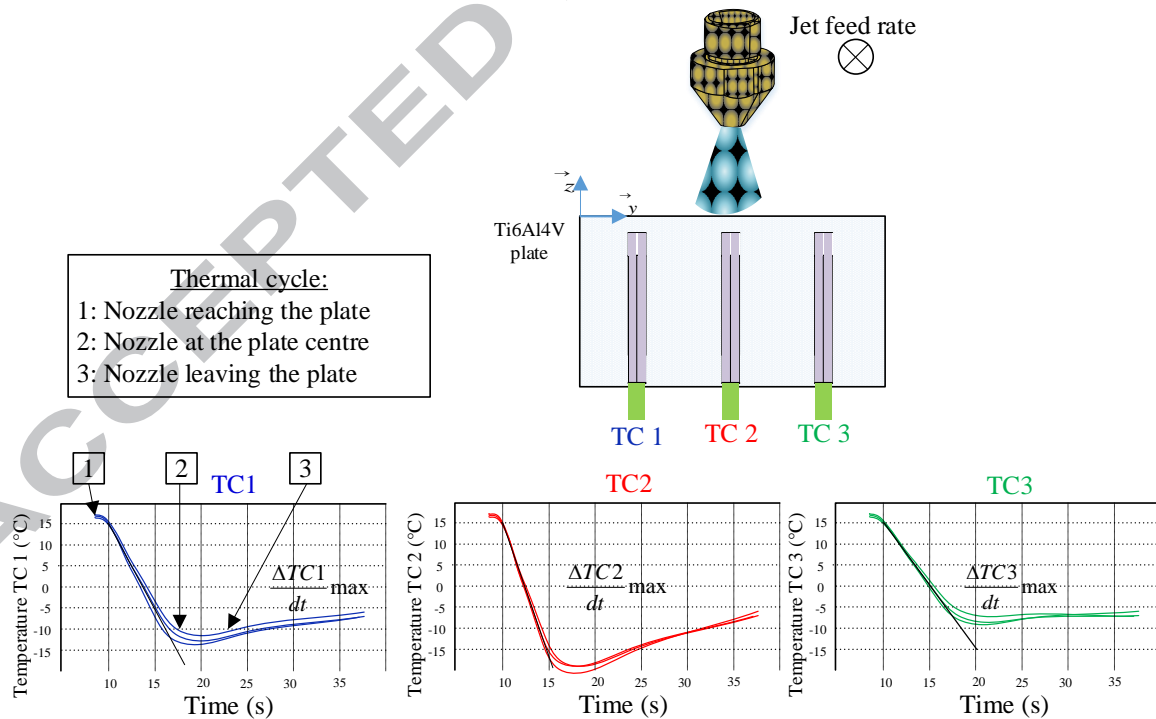 ACCEPTED
Jet feed rate
z
y
Ti6Al4V
plate
Thermal cycle:
1: Nozzle reaching the plate
2: Nozzle at the plate centre
3: Nozzle leaving the plate
TC 1
TC 2
TC 3
1
2
3
TC1
TC2
TC3
Temperature TC 1 (°C)
15
15
0
-5
-10
-15
ΔTC1
dt
max
10
15
20
25
30
35
Time (s)
Temperature TC 2 (°C)
15
10
5
0
-5
-10
-15
ΔTC2
dt
max
10
15
20
25
30
35
Time (s)
Temperature TC 3 (°C)
15
10
5
0
-5
-10
-15
ΔTC3
dt
max
10
15
20
25
30
35
Time (s)